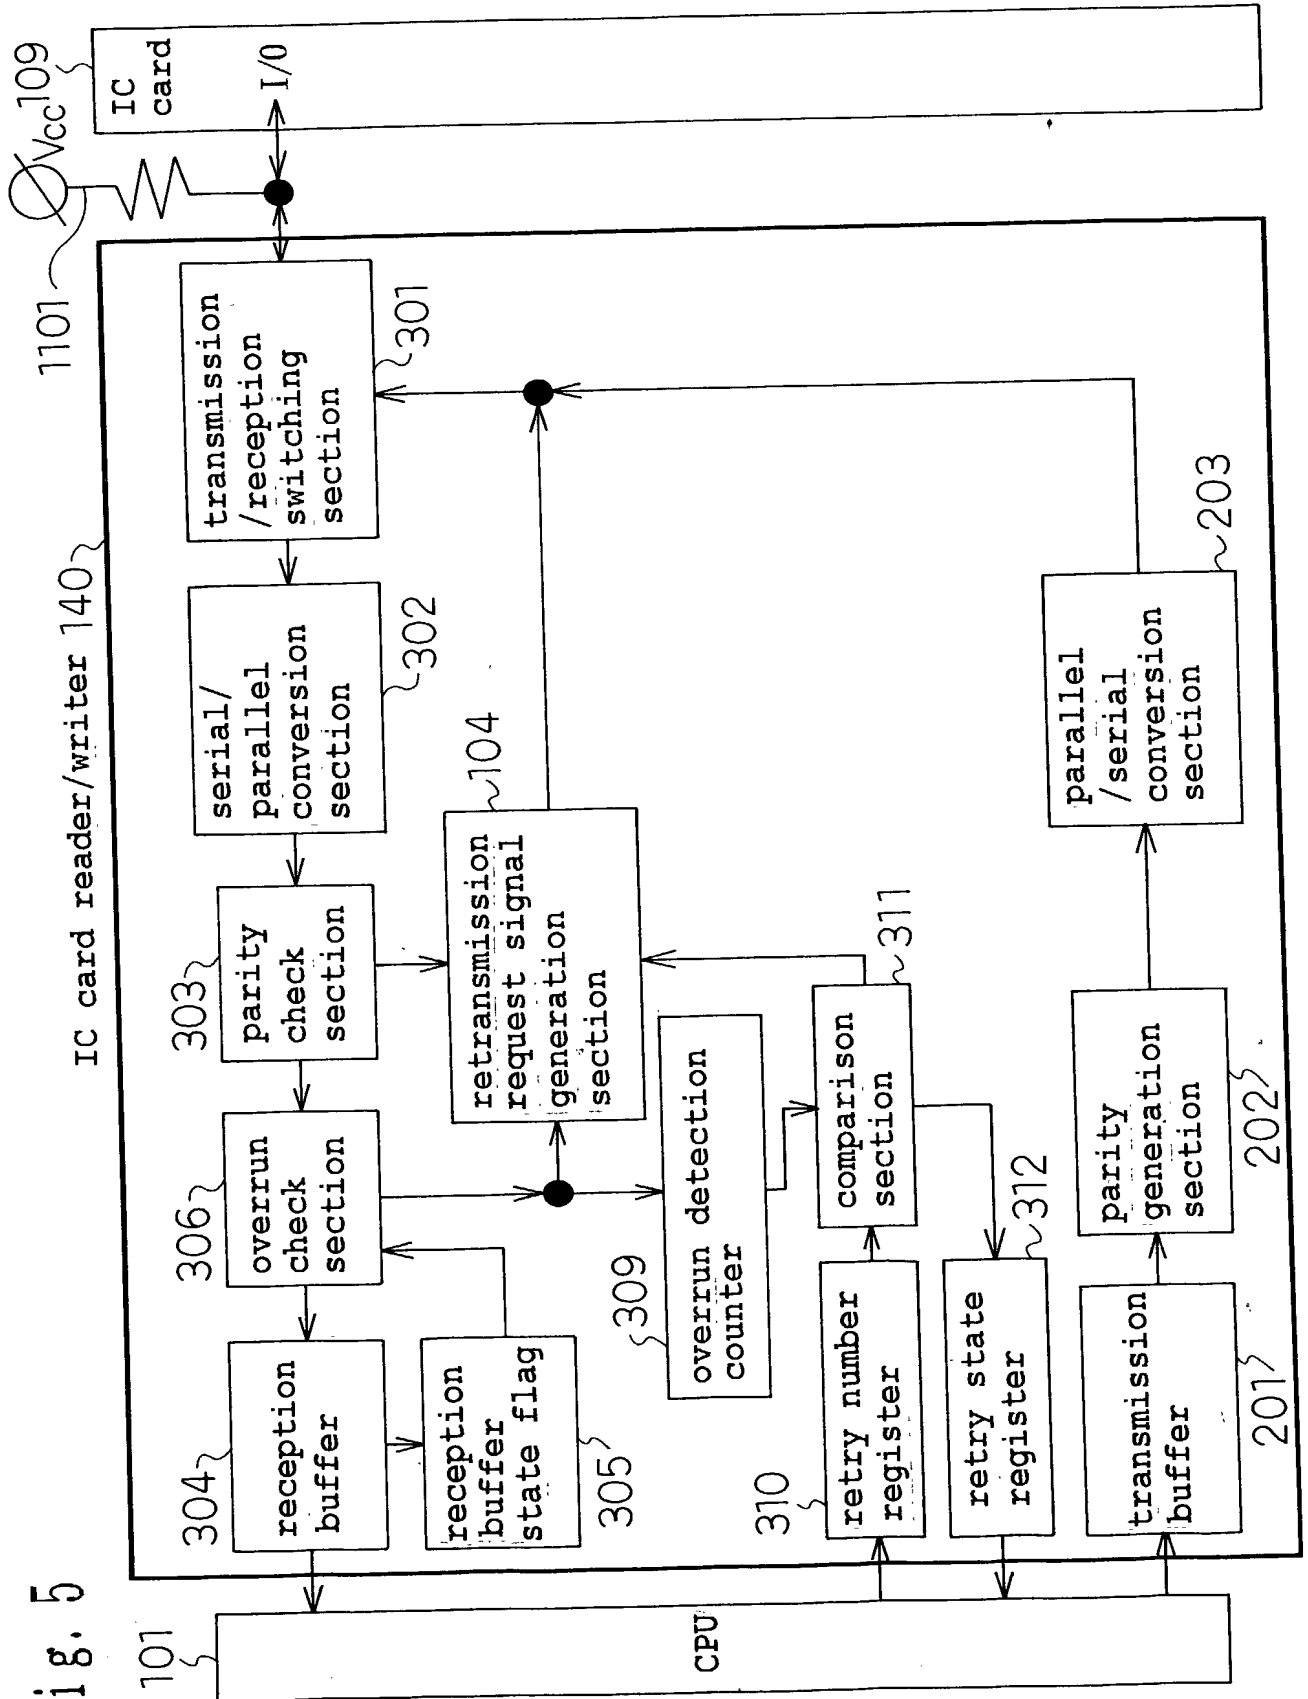 ig. 5
101
CPU
IC card reader/writer 140
1101
Vcc
109
IC
card
I/O
304
reception
buffer
306
overrun
check
section
303
parity
check
section
serial/
parallel
conversion
section
302
transmission
/reception
switching
section
301
reception
buffer
state flag
305
retransmission
request signal
generation
section
104
309
overrun detection
counter
310
retry number
register
comparison
section
311
retry state
register
312
transmission
buffer
201
parity
generation
section
202
parallel
/serial
conversion
section
203